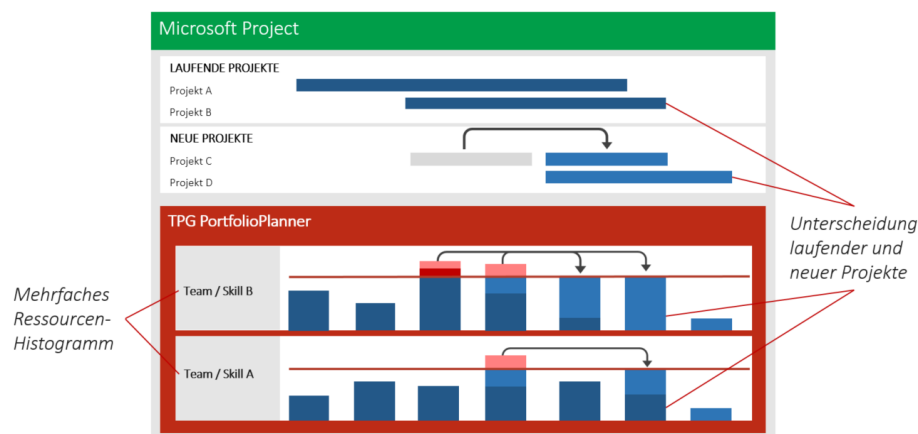 Microsoft Project
LAUFENDE PROJEKTE
Projekt A
Projekt B
NEUE PROJEKTE
Projekt C
Projekt D
TPG PortfolioPlanner
Team / Skill B
Team / Skill A
Mehrfaches
Ressourcen-
Histogramm
Unterscheidung
laufender und
neuer Projekte